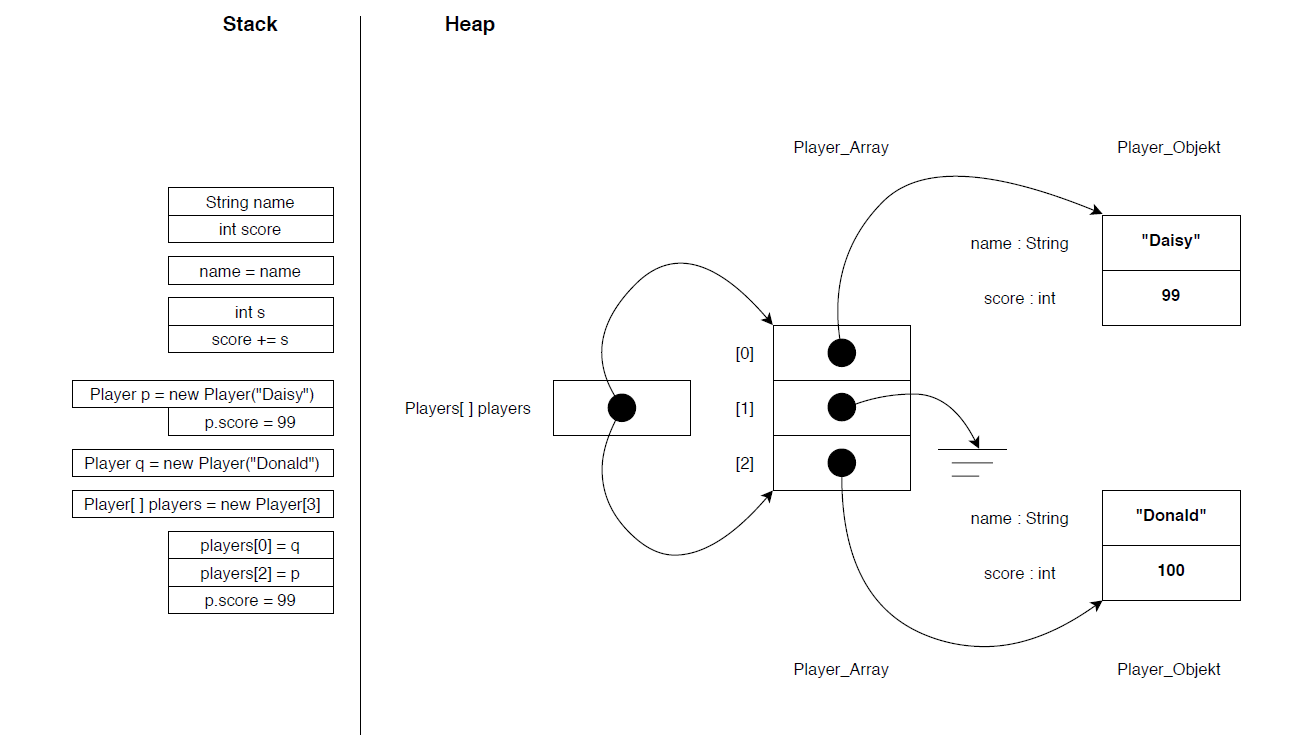 Stack
Heap
String name
int score
name = name
int s
score += s
Player p = new Player("Daisy")
p.score = 99
Player q = new Player("Donald")
Player[ ] players = new Player[3]
players[0] = q
players[2] = p
p.score = 99
Players[ ] players
Player_Array
[0]
[1]
[2]
Player_Array
Player_Objekt
name : String
"Daisy"
score : int
99
name : String
"Donald"
score : int
100
Player_Objekt